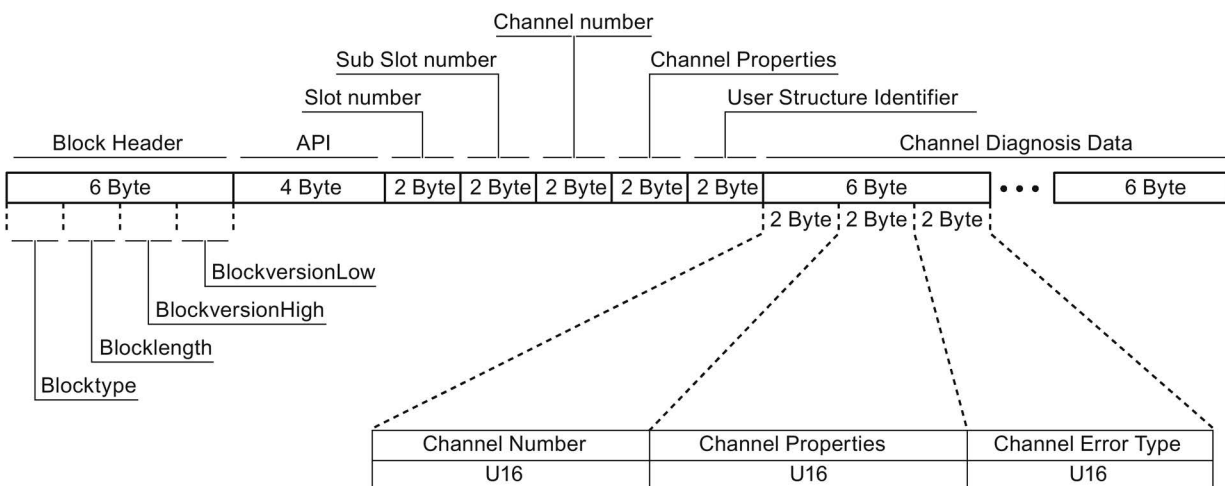 Channel number
Sub Slot number
Channel Properties
Slot number
User Structure Identifier
Block Header
API
Channel Diagnosis Data
6 Byte
4 Byte
2 Byte
2 Byte
2 Byte
2 Byte
2 Byte
6 Byte
6 Byte
2 Byte
2 Byte
2 Byte
BlockversionLow
BlockversionHigh
Blocklength
Blocktype
Channel Number
Channel Properties
Channel Error Type
U16
U16
U16